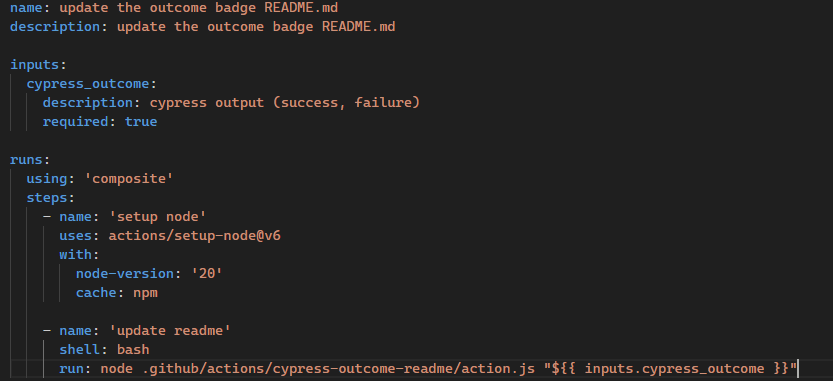 name: update the outcome badge README.md
description: update the outcome badge README.md
inputs:
cypress_outcome:
description: cypress output (success, failure)
required: true
runs:
using: 'composite'
steps:
- name: 'setup node'
uses: actions/setup-node@v6
with:
node-version: '20'
cache: npm
- name: 'update readme'
shell: bash
run: node .github/actions/cypress-outcome-readme/action.js "${{ inputs.cypress_outcome }}"